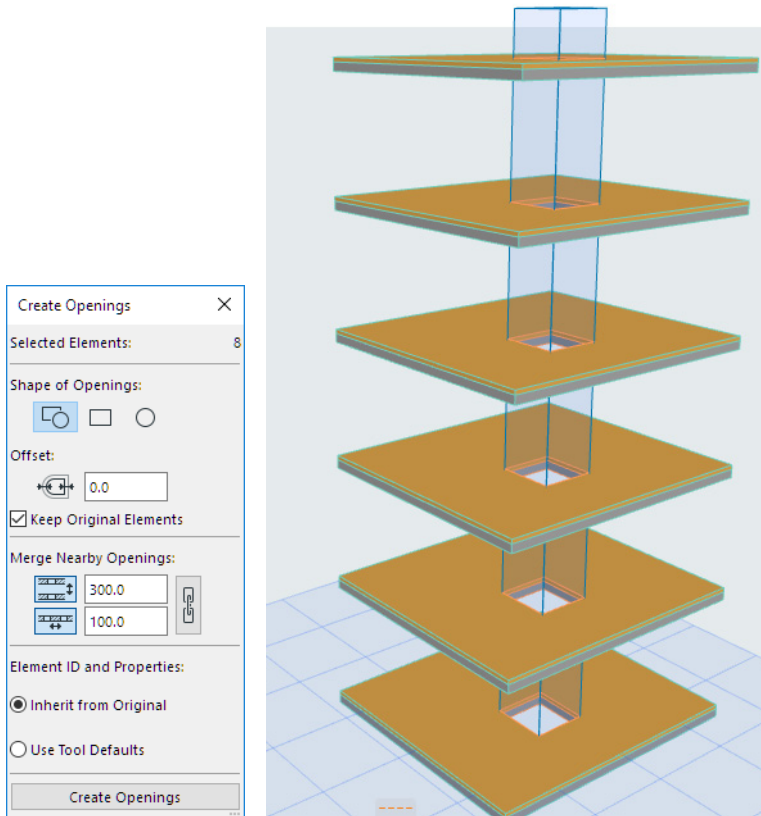 Create Openings
Selected Elements: 8
Shape of Openings:
Offset:
0.0
Keep Original Elements
Merge Nearby Openings:
300.0
100.0
Element ID and Properties:
Inherit from Original
Use Tool Defaults
Create Openings